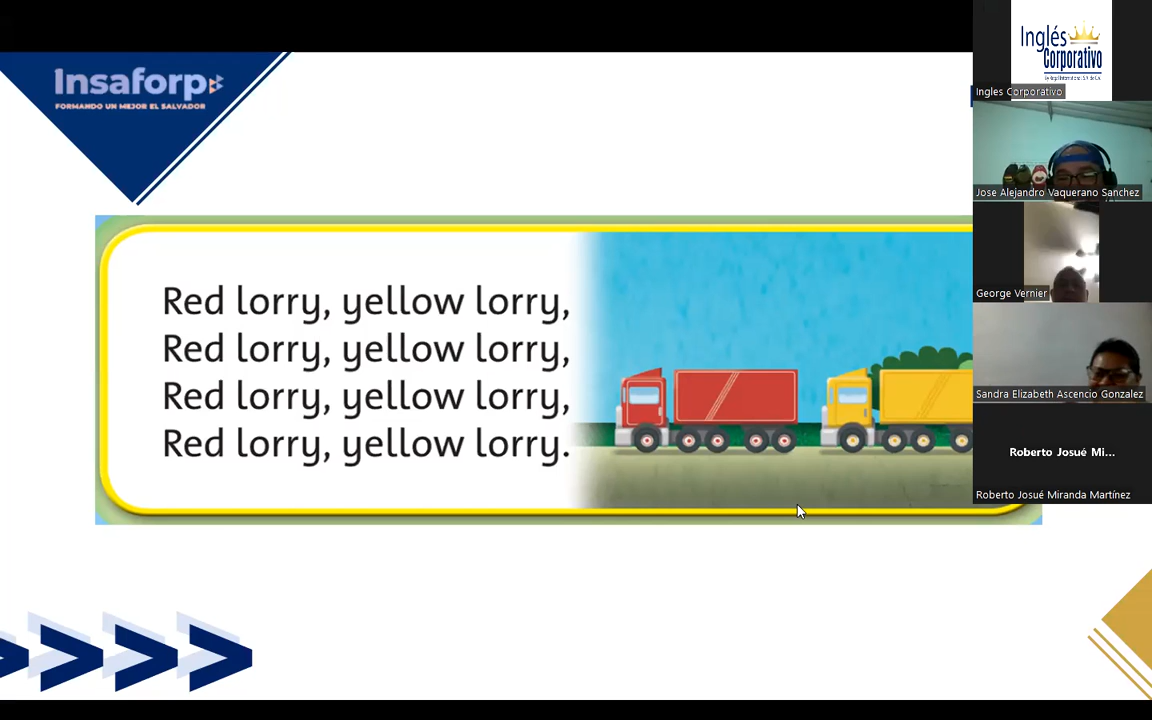 Insaforp
FORMANDO UN MEJOR EL SALVADOR
Red lorry, yellow lorry,
Red lorry, yellow lorry,
Red lorry, yellow lorry,
Red lorry, yellow lorry.
Inglés
Corporativo
Ingles Corporativo
Jose Alejandro Vaquerano Sanchez
George Vernier
Sandra Elizabeth Ascencio Gonzalez
Roberto Josué Mi...
Roberto Josué Miranda Martínez